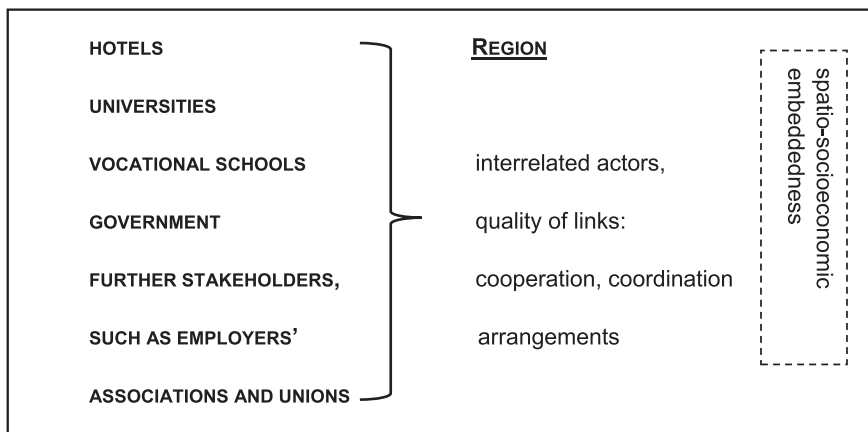 HOTELS
UNIVERSITIES
VOCATIONAL SCHOOLS
GOVERNMENT
FURTHER STAKEHOLDERS,
SUCH AS EMPLOYERS’
ASSOCIATIONS AND UNIONS
REGION
interrelated actors,
quality of links:
cooperation, coordination
arrangements
spatio-socioeconomic
embeddedness